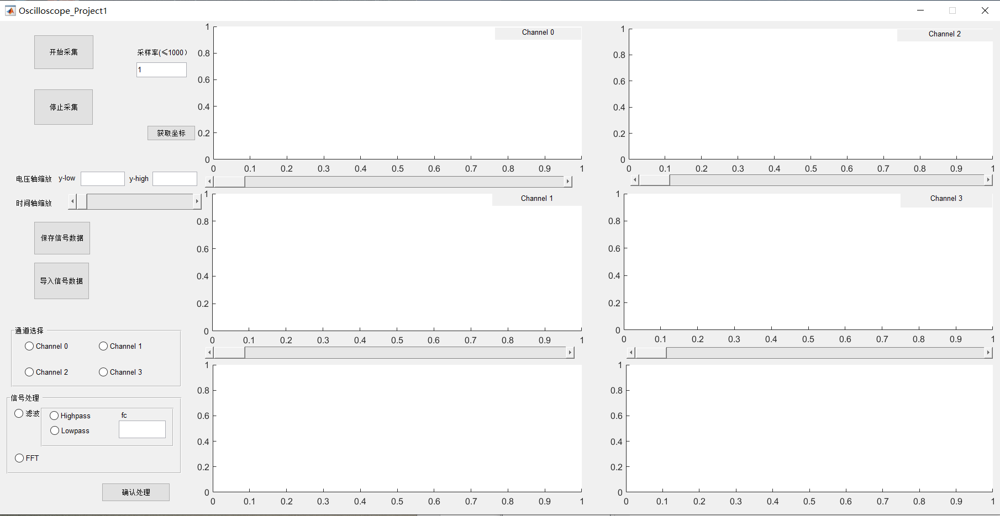 Oscilloscope_Project1
开始采集
采样率(≤1000）
1
停止采集
获取坐标
电压轴缩放 y-low y-high
时间轴缩放
保存信号数据
导入信号数据
通道选择
Channel 0 Channel 1
Channel 2 Channel 3
信号处理
滤波 Highpass fc
Lowpass
FFT
确认处理
Channel 0
1
0.8
0.6
0.4
0.2
0
0 0.1 0.2 0.3 0.4 0.5 0.6 0.7 0.8 0.9 1
Channel 2
1
0.8
0.6
0.4
0.2
0
0 0.1 0.2 0.3 0.4 0.5 0.6 0.7 0.8 0.9 1
Channel 1
1
0.8
0.6
0.4
0.2
0
0 0.1 0.2 0.3 0.4 0.5 0.6 0.7 0.8 0.9 1
Channel 3
1
0.8
0.6
0.4
0.2
0
0 0.1 0.2 0.3 0.4 0.5 0.6 0.7 0.8 0.9 1
1
0.8
0.6
0.4
0.2
0
0 0.1 0.2 0.3 0.4 0.5 0.6 0.7 0.8 0.9 1
1
0.8
0.6
0.4
0.2
0
0 0.1 0.2 0.3 0.4 0.5 0.6 0.7 0.8 0.9 1